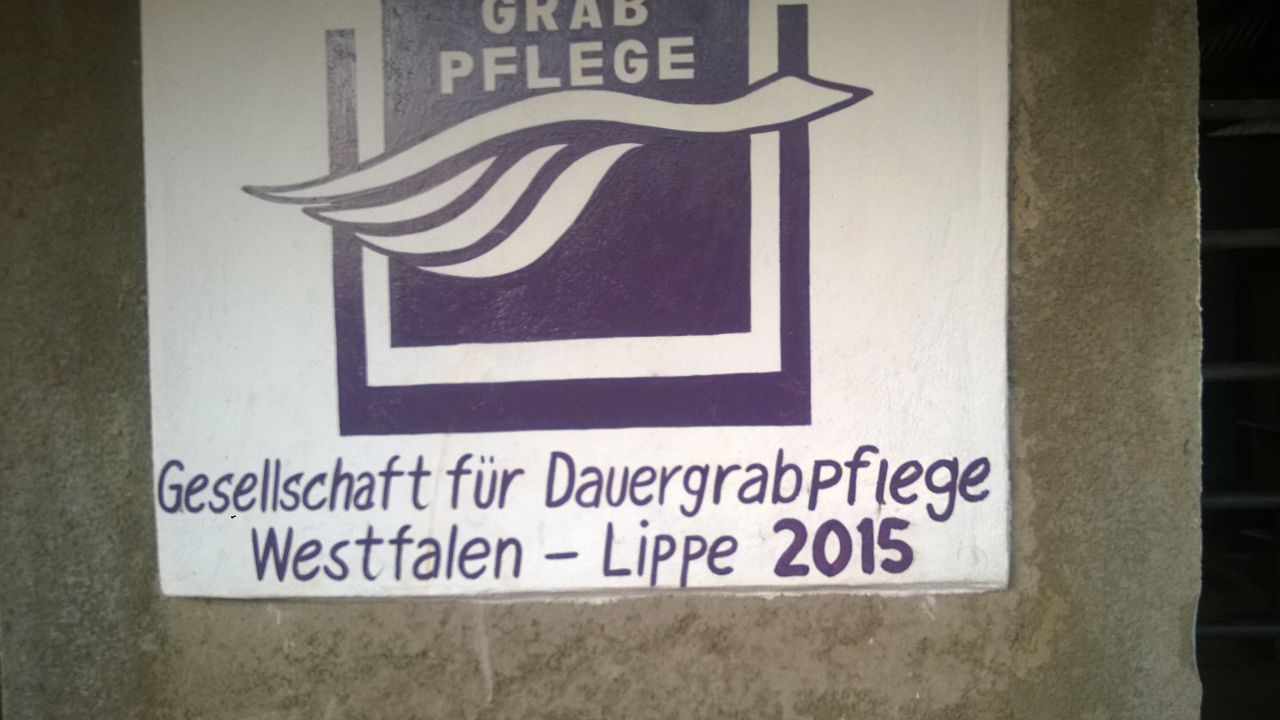 GRAB
PFLEGE
Gesellschaft für Dauergrabpflege
Westfalen – Lippe 2015